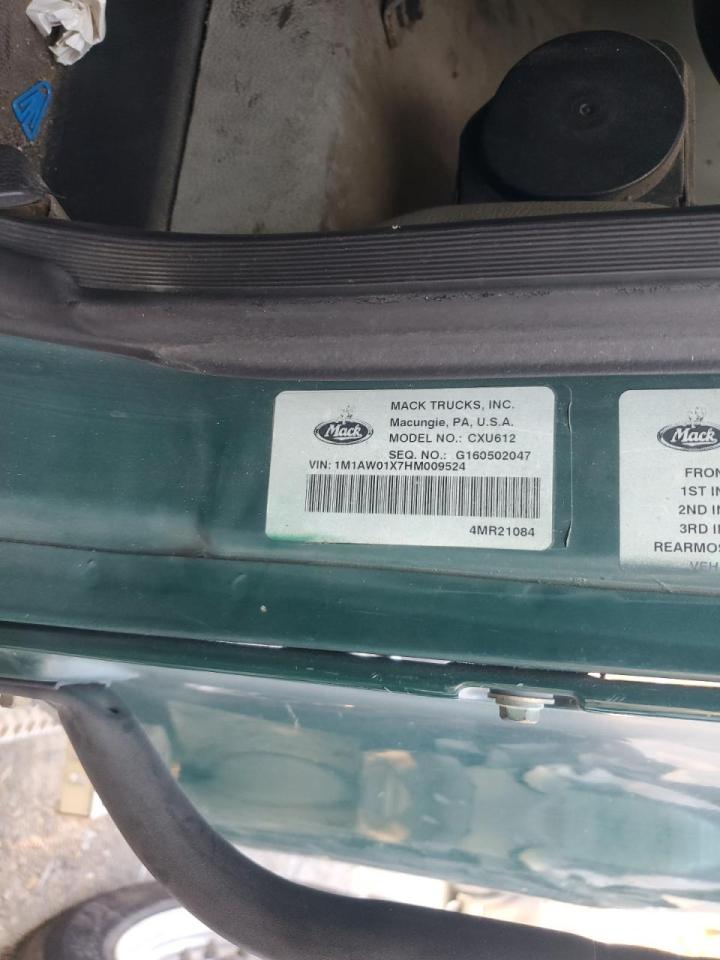 Mack
MACK TRUCKS, INC.
Macungie, PA, U.S.A.
MODEL NO.: CXU612
SEQ. NO.: G160502047
VIN: 1M1AW01X7HM009524
4MR21084
Mack
FRON
1ST IN
2ND IN
3RD IN
REARMOS
VEH